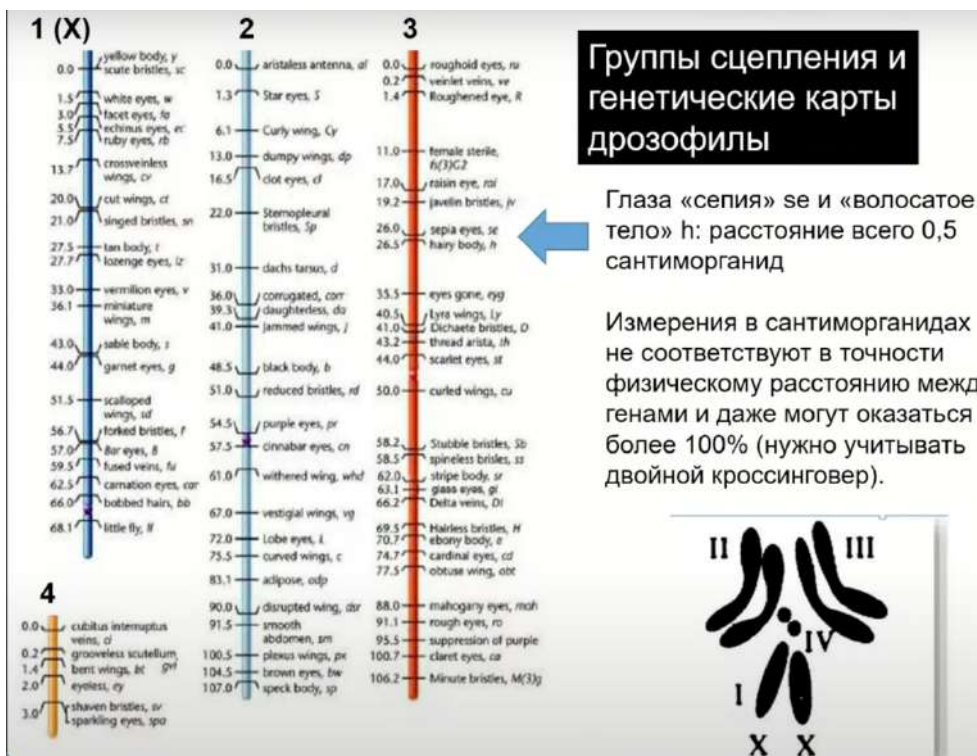 1 (X)
yellow body, y
0.0 scute bristles, sc
1.5 white eyes, w
3.0 facet eyes, fa
5.5 echinus eyes, ec
7.5 ruby eyes, rb
13.7 crossveinless
wings, cv
20.0 cut wings, ct
21.0 singed bristles, sn
27.5 tan body, t
27.7 lozenge eyes, lz
33.0 vermilion eyes, v
36.1 miniature
wings, m
43.0 sable body, s
44.0 garnet eyes, g
51.5 scalloped
wings, sd
56.7 forked bristles, f
57.0 Bar eyes, B
59.5 fused veins, fu
62.5 carnation eyes, car
66.0 bobbed hairs, bb
68.1 little fly, lf
4
0.0 cubitus interruptus
veins, ci
0.2 grooveless scutellum
gvl
1.4 bent wings, bt
2.0 eyeless, ey
3.0 shaven bristles, sv
sparkling eyes, spa
2
0.0 aristaless antenna, al
1.3 Star eyes, S
6.1 Curly wing, Cy
13.0 dumpy wings, dp
16.5 clot eyes, cl
22.0 Sternopleural
bristles, Sp
31.0 dachs tarsus, d
36.0 corrugated, corr
39.3 daughterless, da
41.0 Jammed wings, J
48.5 black body, b
51.0 reduced bristles, rd
54.5 purple eyes, pr
57.5 cinnabar eyes, cn
61.0 withered wing, whd
67.0 vestigial wings, vg
72.0 Lobe eyes, L
75.5 curved wings, c
83.1 adipose, adp
90.0 disrupted wing, dsr
91.5 smooth
abdomen, sm
100.5 plexus wings, px
104.5 brown eyes, bw
107.0 speck body, sp
3
0.0 roughoid eyes, ru
0.2 veinlet veins, ve
1.4 Roughened eye, R
11.0 female sterile,
fs(3)G2
17.0 raisin eye, rai
19.2 javelin bristles, jv
26.0 sepia eyes, se
26.5 hairy body, h
35.5 eyes gone, eyg
40.5 Lyra wings, Ly
41.0 Dichaete bristles, D
43.2 thread arista, th
44.0 scarlet eyes, st
50.0 curled wings, cu
58.2 Stubble bristles, Sb
58.5 spineless brisles, ss
62.0 stripe body, sr
63.1 glass eyes, gl
66.2 Delta veins, Dl
69.5 Hairless bristles, H
70.7 ebony body, e
74.7 cardinal eyes, cd
77.5 obtuse wing, obt
88.0 mahogany eyes, mah
91.1 rough eyes, ro
95.5 suppression of purple
100.7 claret eyes, ca
106.2 Minute bristles, M(3)g
Группы сцепления и
генетические карты
дрозофилы
Глаза «сепия» se и «волосатое
тело» h: расстояние всего 0,5
сантиморганид
Измерения в сантиморганидах
не соответствуют в точности
физическому расстоянию межд
генами и даже могут оказаться
более 100% (нужно учитывать
двойной кроссинговер).
II III
IV
I
X X